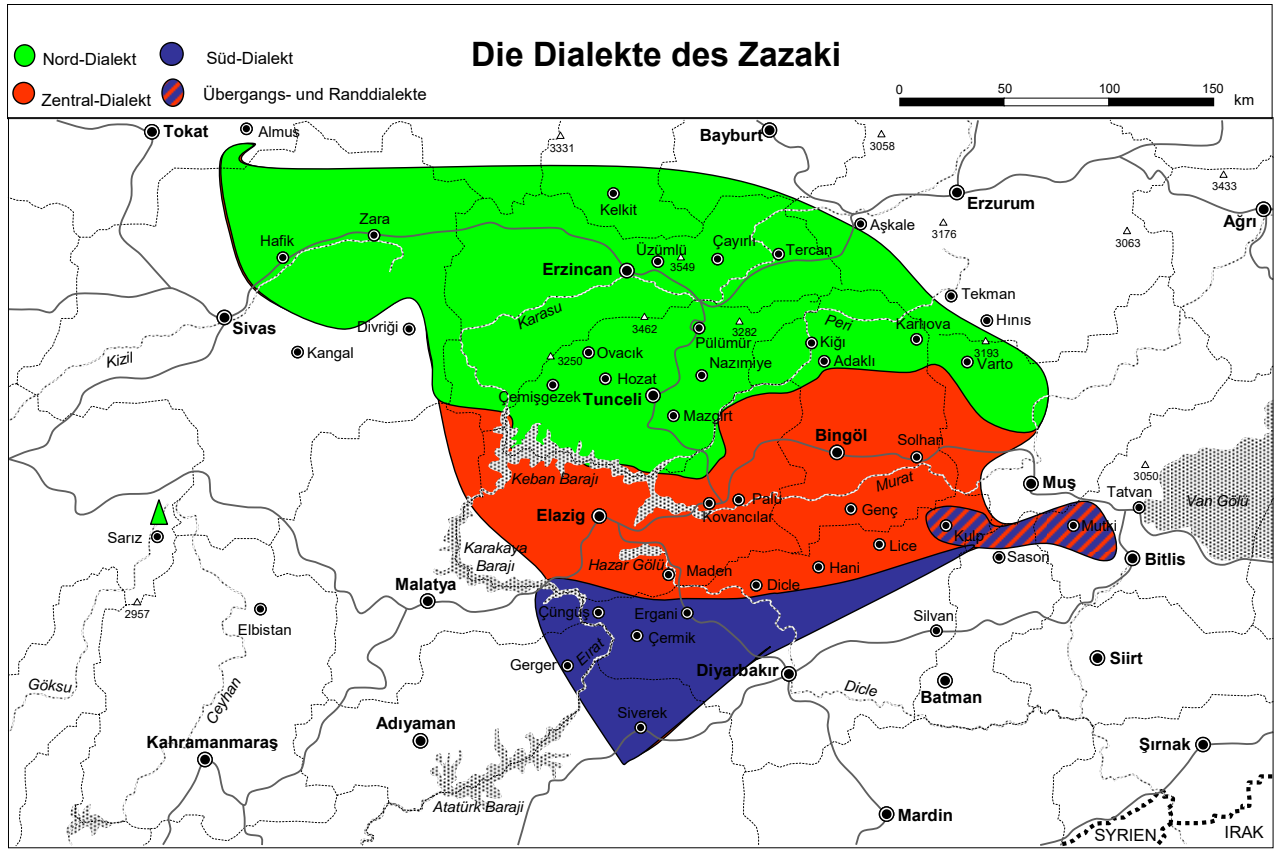 Die Dialekte des Zazaki
Nord-Dialekt
Süd-Dialekt
Zentral-Dialekt
Übergangs- und Randdialekte
0 50 100 150 km
Tokat
Almuş
3331
Bayburt
3058
Erzurum
3433
Ağrı
Kelkit
Zara
Aşkale
3176
3063
Hafik
Üzümlü
Çayırlı
Tercan
3549
Erzincan
Tekman
Sivas
Divriği
Karasu
3462
3282
Pülümür
Peri
Karlıova
Hınıs
Kızıl
Kangal
3250
Ovacık
Kiğı
3193
Nazımiye
Adaklı
Varto
Hozat
Çemişgezek
Tunceli
Mazgirt
Bingöl
Solhan
Keban Barajı
Murat
Muş
3050
Tatvan
Van Gölü
Palu
Kovancılar
Genç
Elazig
Sarız
Kulp
Mutki
Karakaya
Barajı
Hazar Gölü
Lice
Sason
Bitlis
Maden
Hani
Dicle
Malatya
2957
Elbistan
Çüngüş
Ergani
Silvan
Çermik
Gerger
Fırat
Diyarbakır
Siirt
Göksu
Ceyhan
Dicle
Batman
Adıyaman
Siverek
Kahramanmaraş
Şırnak
Atatürk Baraji
Mardin
SYRIEN
IRAK